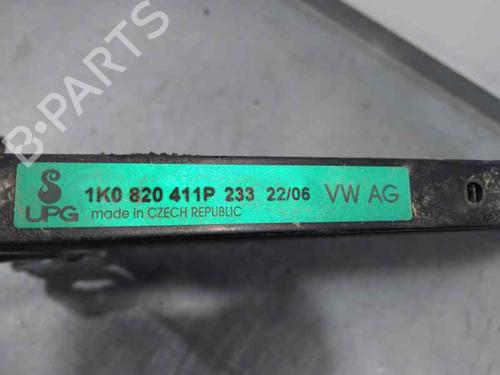 B-PARTS
UPG
1K0 820 411P 233 22/06 VW AG
made in CZECH REPUBLIC